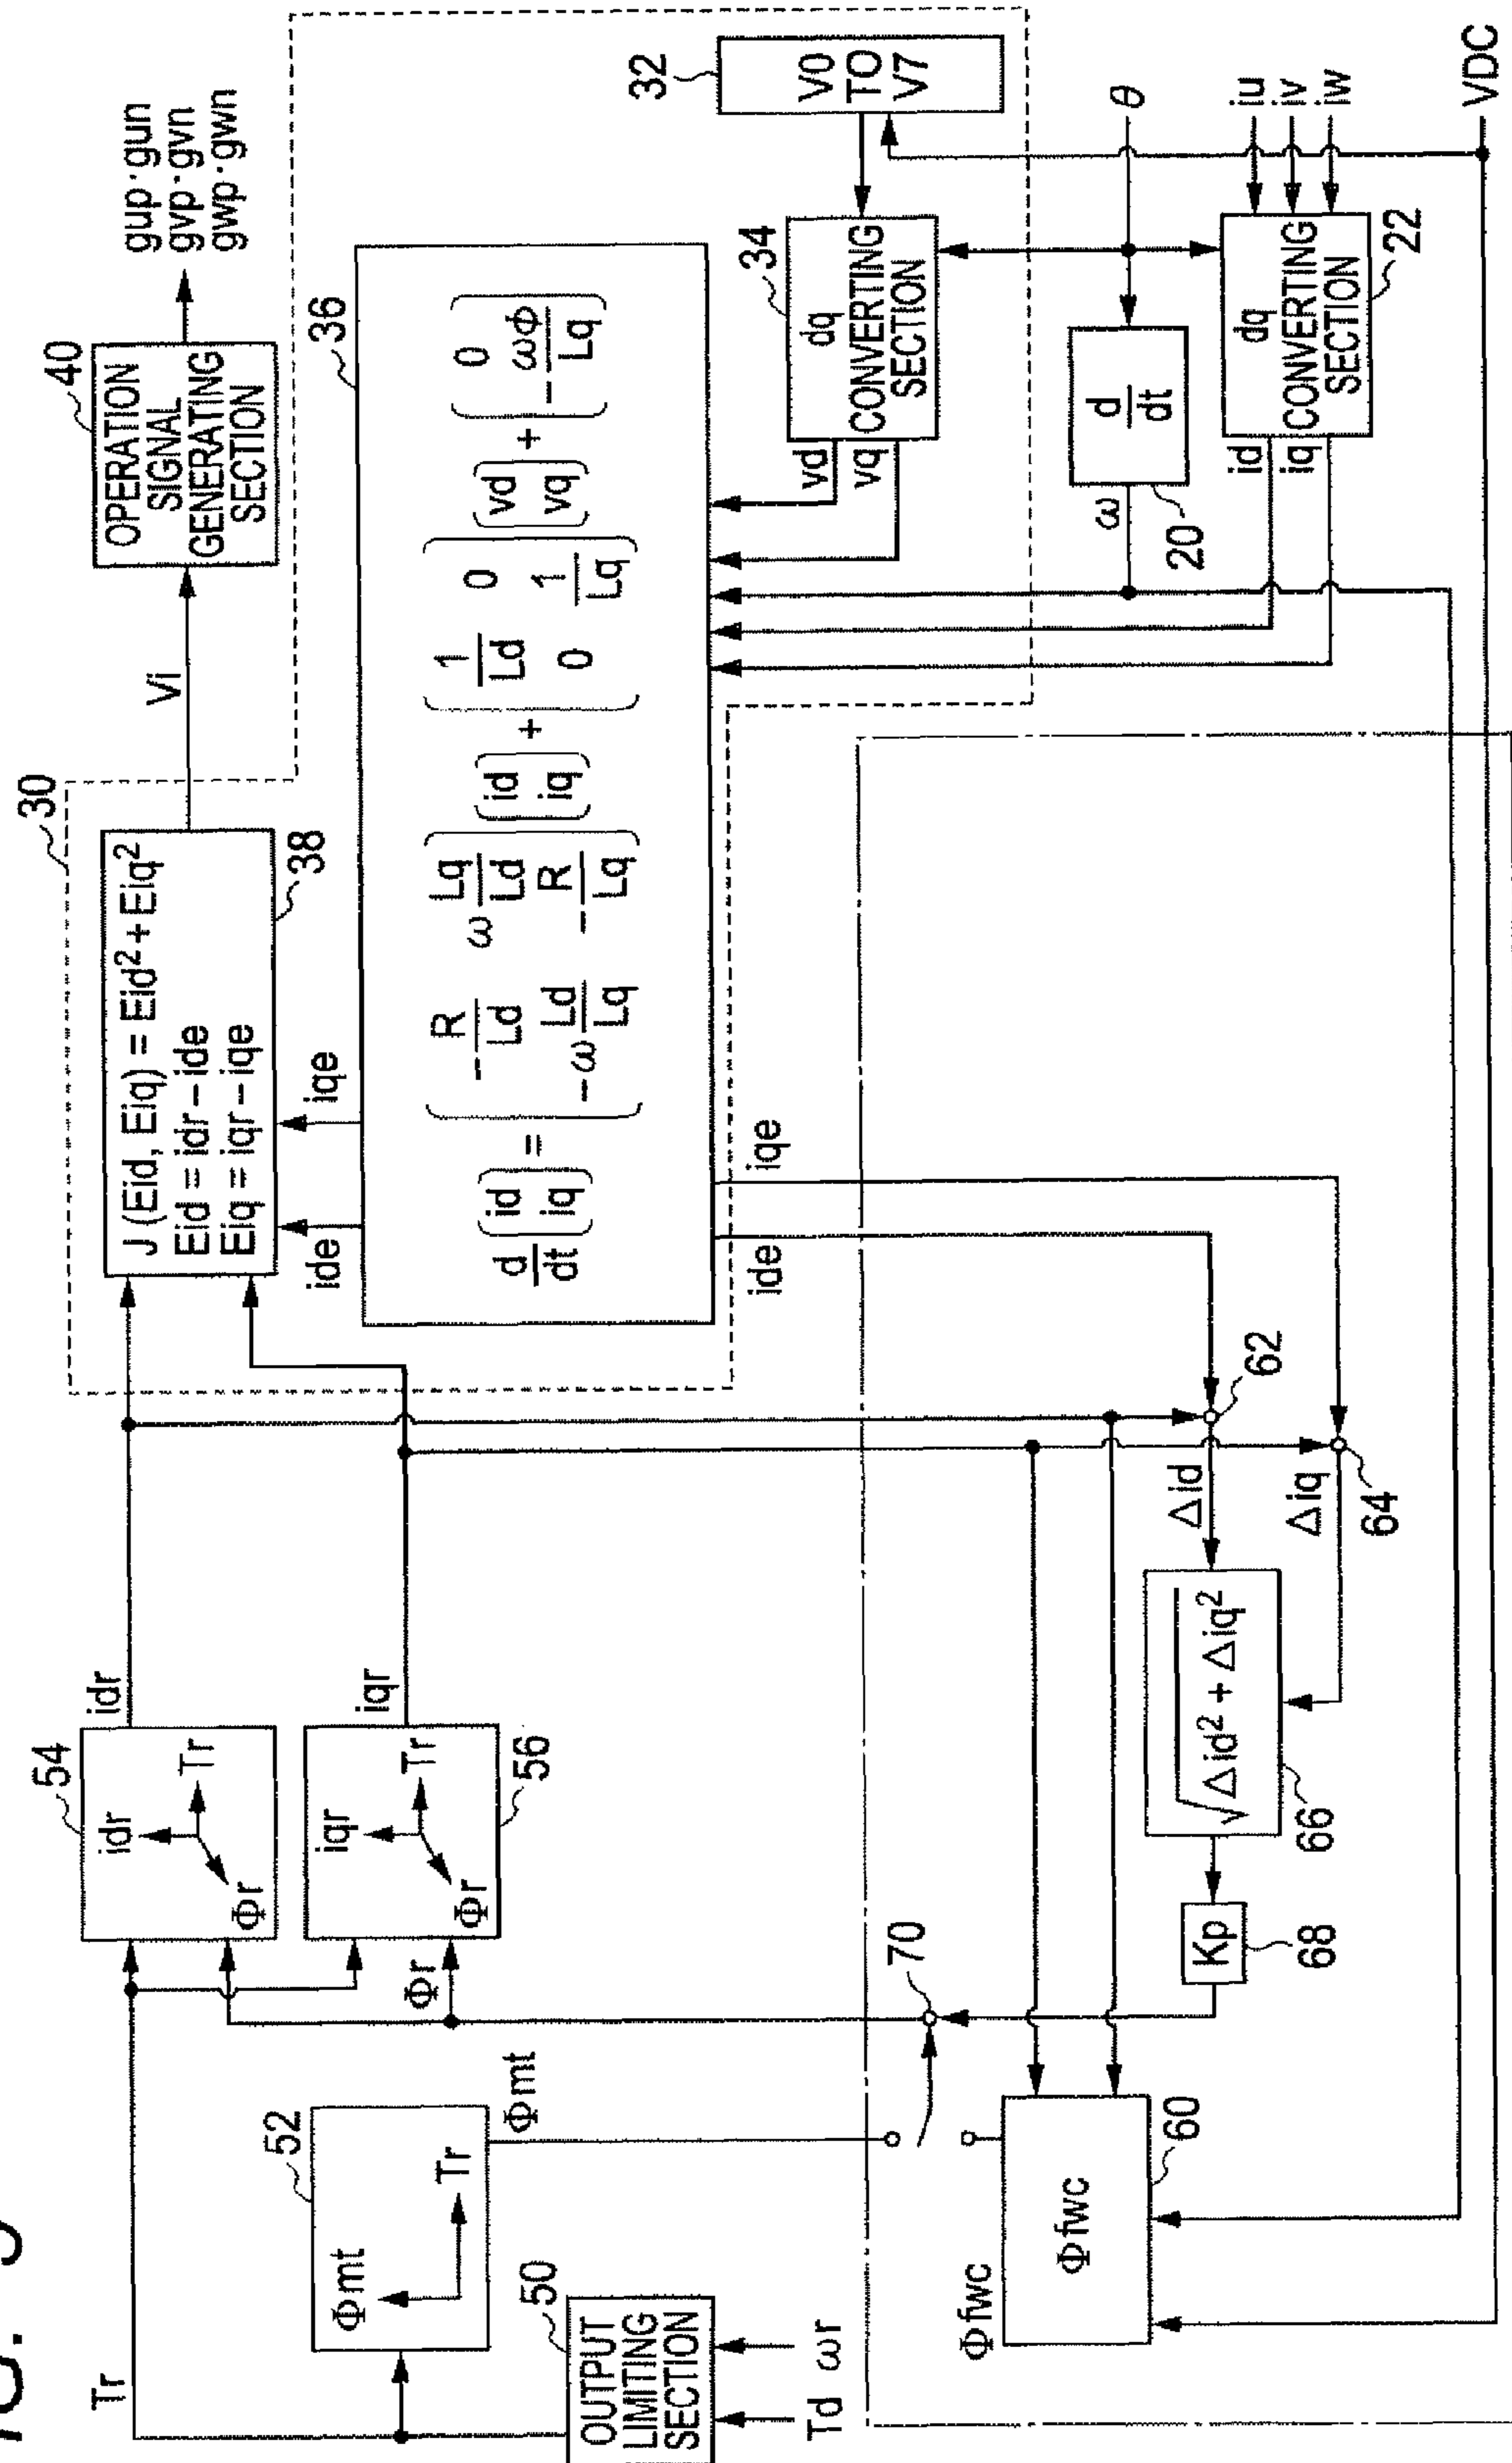 Tr
50
OUTPUT
LIMITING
SECTION
Td ωr
52
Φmt
Tr
Φmt
54
idr
Tr
Φr
idr
56
iqr
Tr
Φr
Φr
iqr
30
J (Eid, Eiq) = Eid² + Eiq²
Eid = idr − ide
Eiq = iqr − iqe
38
ide
iqe
Vi
40
OPERATION
SIGNAL
GENERATING
SECTION
gup · gun
gvp · gvn
gwp · gwn
36
d/dt (id iq) = (−R/Ld ω Lq/Ld −ω Ld/Lq −R/Lq) (id iq) + (1/Ld 0 0 1/Lq) (vd vq) + (0 −ωΦ/Lq)
ide
iqe
32
V0
TO
V7
34
dq
CONVERTING
SECTION
vd
vq
θ
d/dt
ω
20
iu
iv
iw
dq
CONVERTING
SECTION
22
id
iq
VDC
62
64
Δid
Δiq
√Δid² + Δiq²
66
Kp
68
70
Φfwc
Φfwc
60